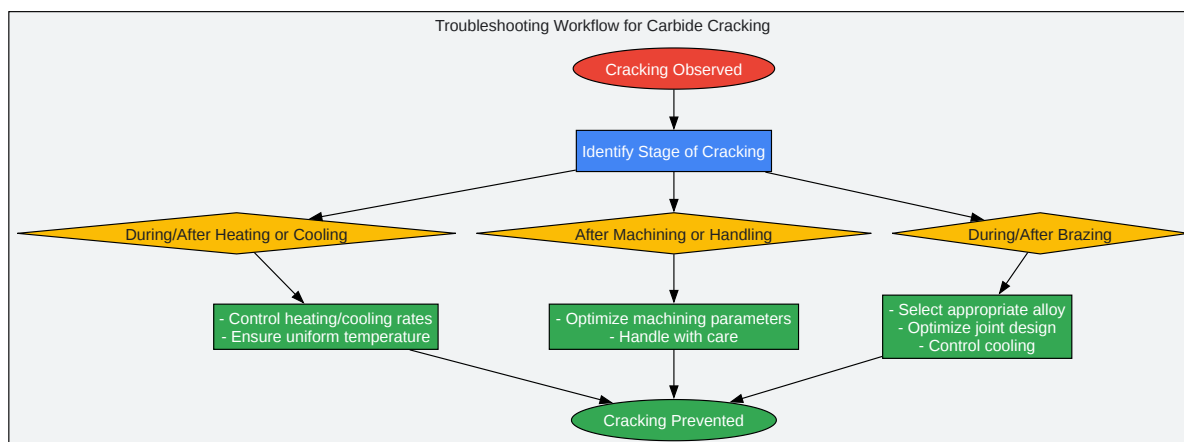 Troubleshooting Workflow for Carbide Cracking
Cracking Observed
Identify Stage of Cracking
During/After Heating or Cooling
After Machining or Handling
During/After Brazing
- Control heating/cooling rates
- Ensure uniform temperature
- Optimize machining parameters
- Handle with care
- Select appropriate alloy
- Optimize joint design
- Control cooling
Cracking Prevented